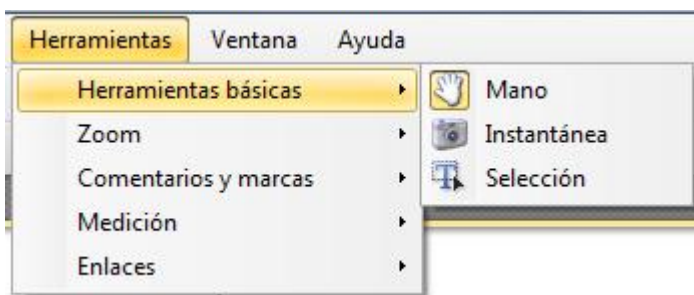 Herramientas Ventana Ayuda
Herramientas básicas Mano
Zoom Instantánea
Comentarios y marcas Selección
Medición
Enlaces